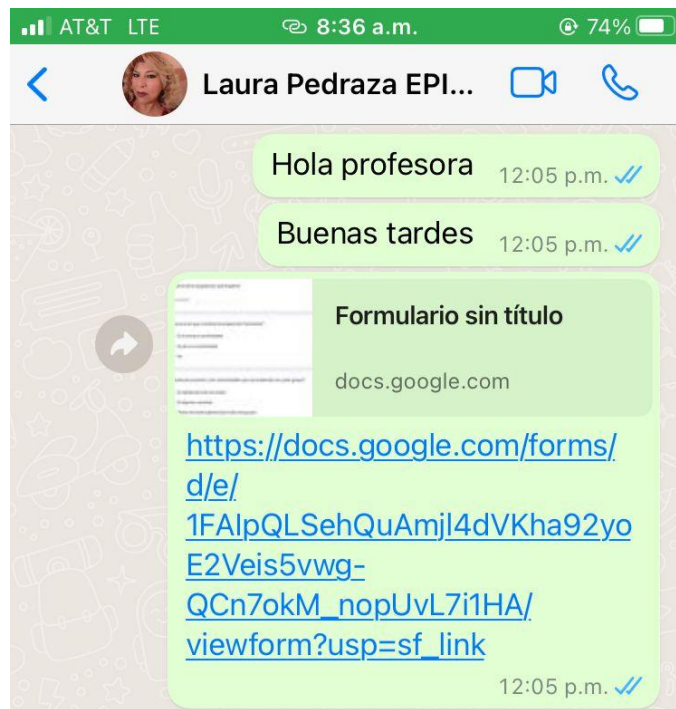 AT&T LTE 8:36 a.m. 74%
Laura Pedraza EPI...
Hola profesora 12:05 p.m.
Buenas tardes 12:05 p.m.
Formulario sin título
docs.google.com
https://docs.google.com/forms/
d/e/
1FAIpQLSehQuAmjl4dVKha92yo
E2Veis5vwg-
QCn7okM_nopUvL7i1HA/
viewform?usp=sf_link
12:05 p.m.